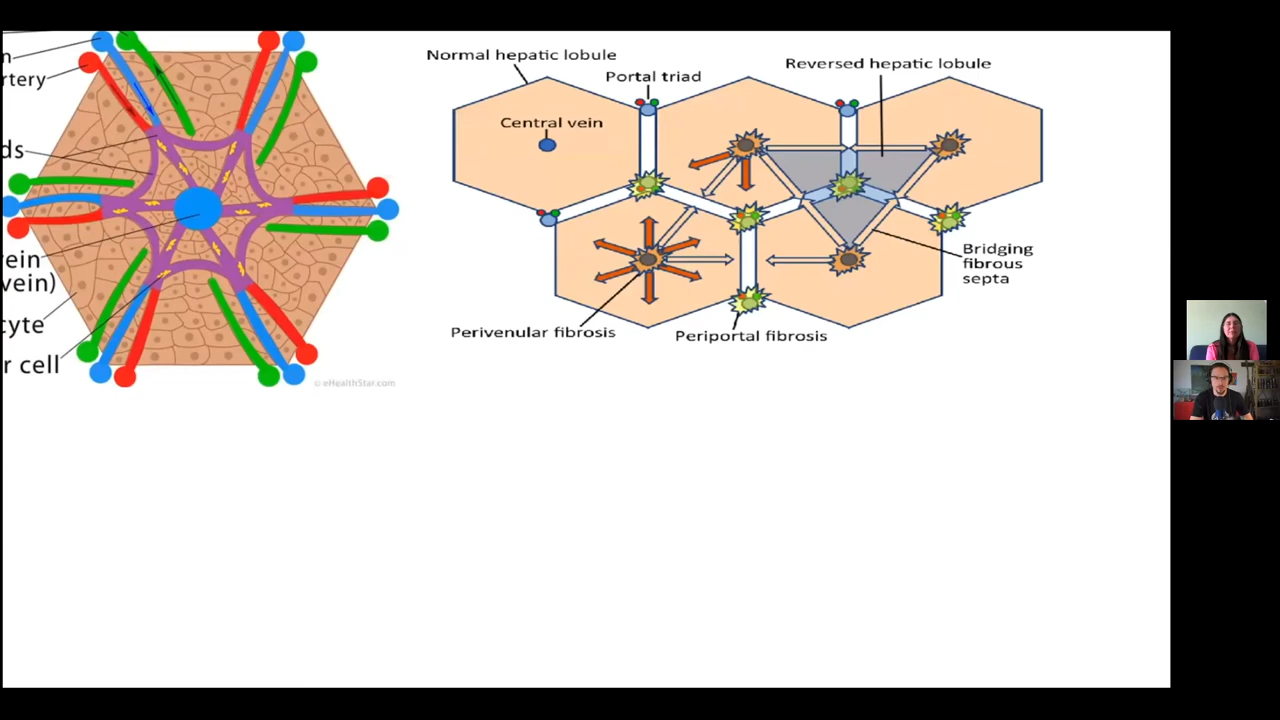 n
rtery
ds
ein
vein)
cyte
r cell
© eHealthStar.com
Normal hepatic lobule
Portal triad
Reversed hepatic lobule
Central vein
Bridging
fibrous
septa
Perivenular fibrosis
Periportal fibrosis